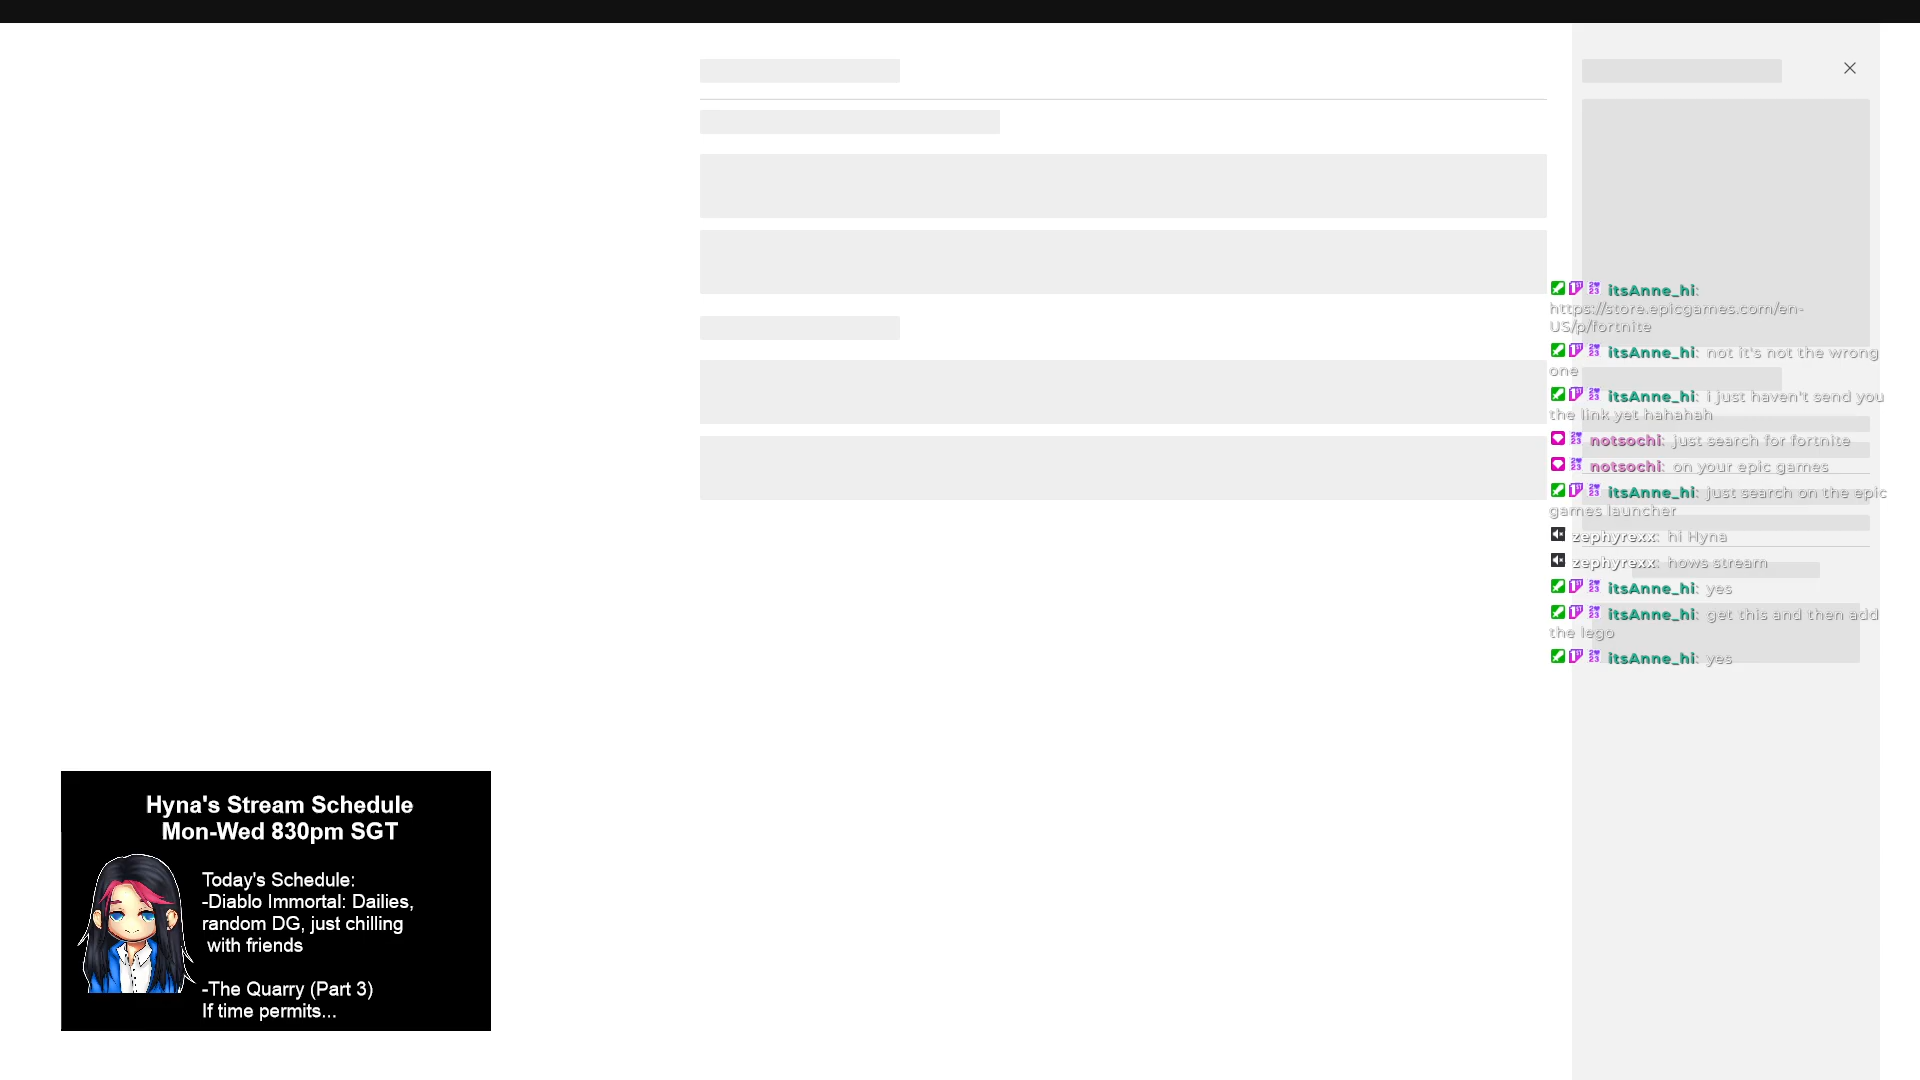 itsAnne_hi:
https://store.epicgames.com/en-
US/p/fortnite
itsAnne_hi: not it's not the wrong
one
itsAnne_hi: i just haven't send you
the link yet hahahah
notsochi: just search for fortnite
notsochi: on your epic games
itsAnne_hi: just search on the epic
games launcher
zephyrexx: hi Hyna
zephyrexx: hows stream
itsAnne_hi: yes
itsAnne_hi: get this and then add
the lego
itsAnne_hi: yes
Hyna's Stream Schedule
Mon-Wed 830pm SGT
Today's Schedule:
-Diablo Immortal: Dailies,
random DG, just chilling
with friends
-The Quarry (Part 3)
If time permits...